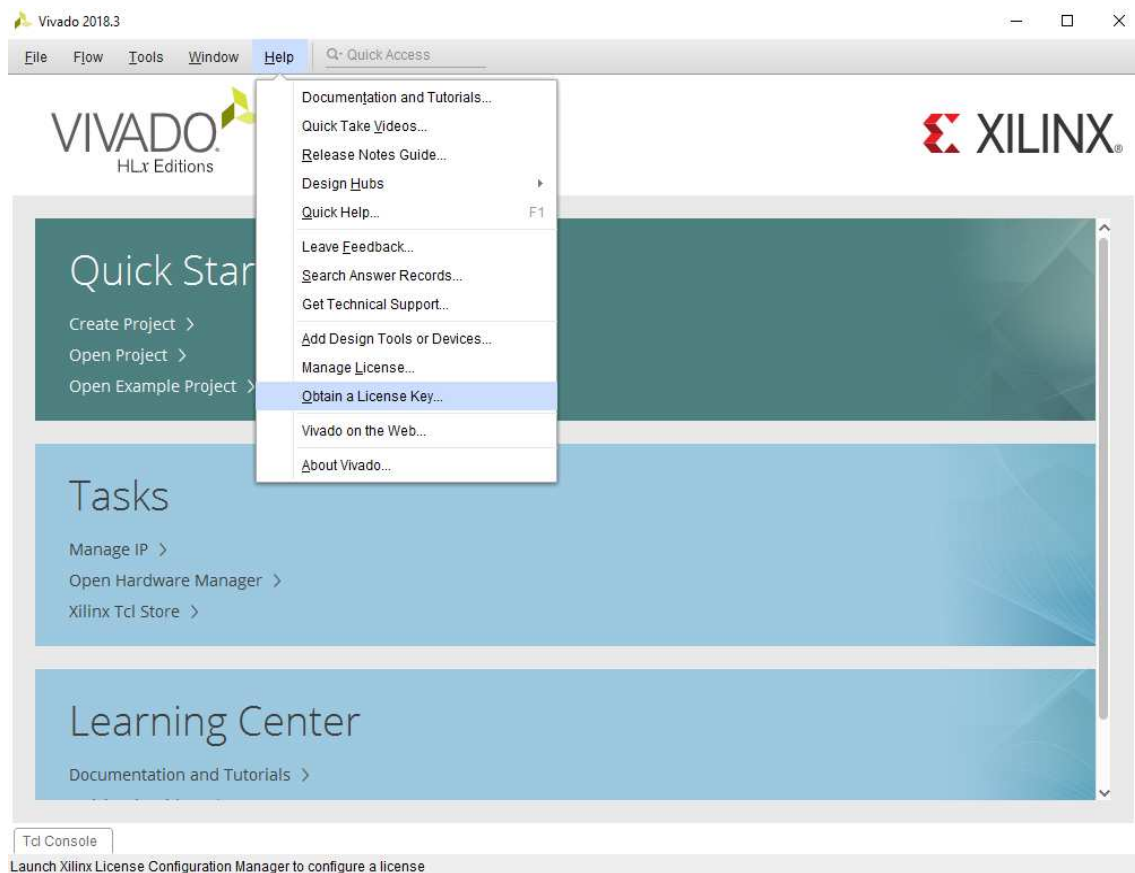 Vivado 2018.3
File Flow Tools Window Help Quick Access
VIVADO.
HLx Editions
XILINX®
Documentation and Tutorials...
Quick Take Videos...
Release Notes Guide...
Design Hubs
Quick Help... F1
Leave Feedback...
Search Answer Records...
Get Technical Support...
Add Design Tools or Devices...
Manage License...
Obtain a License Key...
Vivado on the Web...
About Vivado...
Quick Star
Create Project >
Open Project >
Open Example Project >
Tasks
Manage IP >
Open Hardware Manager >
Xilinx Tcl Store >
Learning Center
Documentation and Tutorials >
Tcl Console
Launch Xilinx License Configuration Manager to configure a license